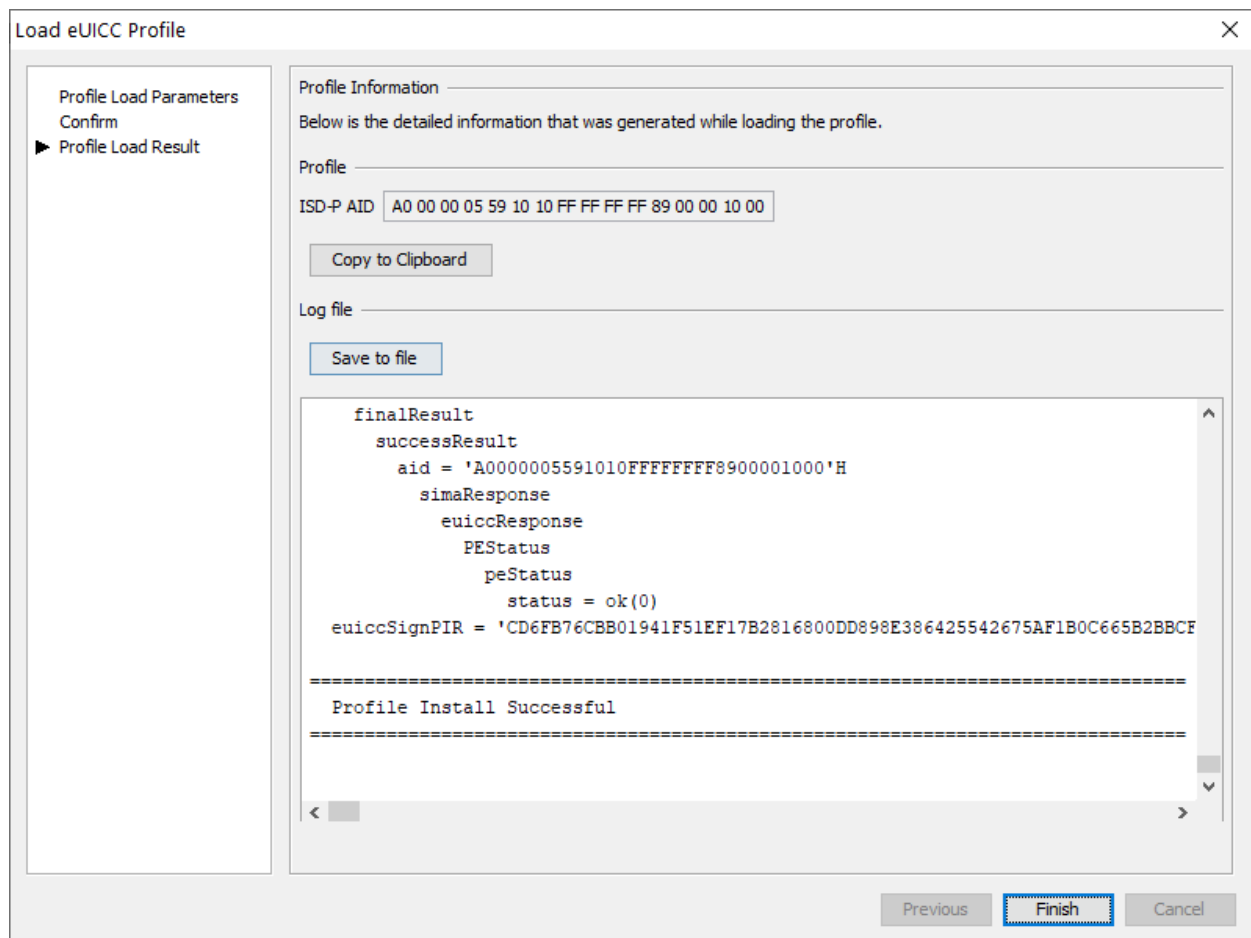 Load eUICC Profile
Profile Load Parameters
Confirm
Profile Load Result
Profile Information
Below is the detailed information that was generated while loading the profile.
Profile
ISD-P AID A0 00 00 05 59 10 10 FF FF FF FF 89 00 00 10 00
Copy to Clipboard
Log file
Save to file
finalResult
successResult
aid = 'A0000005591010FFFFFFFF8900001000'H
simaResponse
euiccResponse
PEStatus
peStatus
status = ok(0)
euiccSignPIR = 'CD6FB76CBB01941F51EF17B2816800DD898E386425542675AF1B0C665B2BBCF
================================================================================
Profile Install Successful
================================================================================
Previous
Finish
Cancel